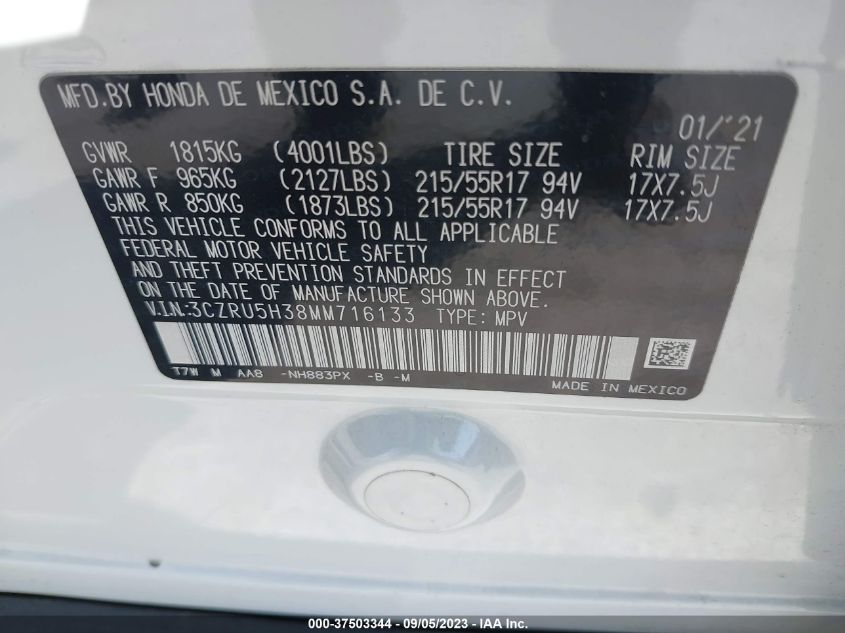 MFD.BY HONDA DE MEXICO S.A. DE C.V.
01/'21
GVWR 1815KG (4001LBS) TIRE SIZE RIM SIZE
GAWR F 965KG (2127LBS) 215/55R17 94V 17X7.5J
GAWR R 850KG (1873LBS) 215/55R17 94V 17X7.5J
THIS VEHICLE CONFORMS TO ALL APPLICABLE
FEDERAL MOTOR VEHICLE SAFETY
AND THEFT PREVENTION STANDARDS IN EFFECT
ON THE DATE OF MANUFACTURE SHOWN ABOVE.
V.I.N:3CZRU5H38MM716133 TYPE: MPV
T7W M AA8 -NH883PX -B -M
MADE IN MEXICO
000-37503344 - 09/05/2023 - IAA Inc.